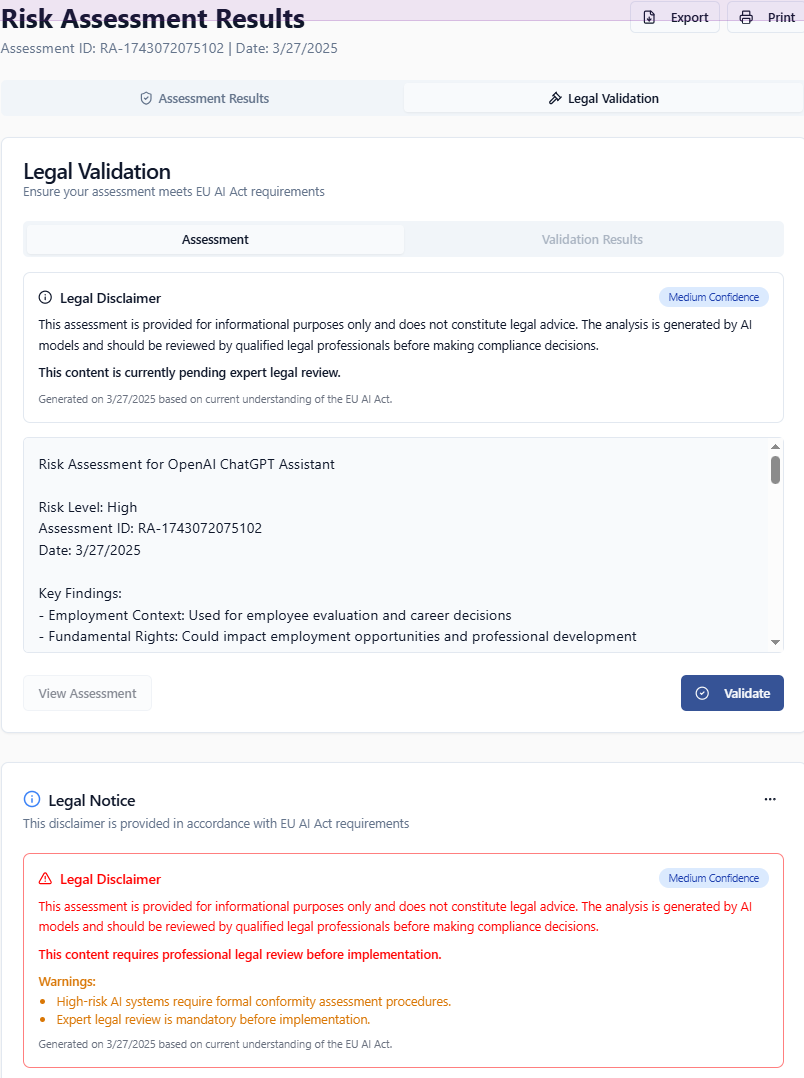 Risk Assessment Results
Export
Print
Assessment ID: RA-1743072075102 | Date: 3/27/2025
Assessment Results
Legal Validation
Legal Validation
Ensure your assessment meets EU AI Act requirements
Assessment
Validation Results
Legal Disclaimer
Medium Confidence
This assessment is provided for informational purposes only and does not constitute legal advice. The analysis is generated by AI
models and should be reviewed by qualified legal professionals before making compliance decisions.
This content is currently pending expert legal review.
Generated on 3/27/2025 based on current understanding of the EU AI Act.
Risk Assessment for OpenAI ChatGPT Assistant
Risk Level: High
Assessment ID: RA-1743072075102
Date: 3/27/2025
Key Findings:
- Employment Context: Used for employee evaluation and career decisions
- Fundamental Rights: Could impact employment opportunities and professional development
View Assessment
Validate
Legal Notice
This disclaimer is provided in accordance with EU AI Act requirements
Legal Disclaimer
Medium Confidence
This assessment is provided for informational purposes only and does not constitute legal advice. The analysis is generated by AI
models and should be reviewed by qualified legal professionals before making compliance decisions.
This content requires professional legal review before implementation.
Warnings:
• High-risk AI systems require formal conformity assessment procedures.
• Expert legal review is mandatory before implementation.
Generated on 3/27/2025 based on current understanding of the EU AI Act.